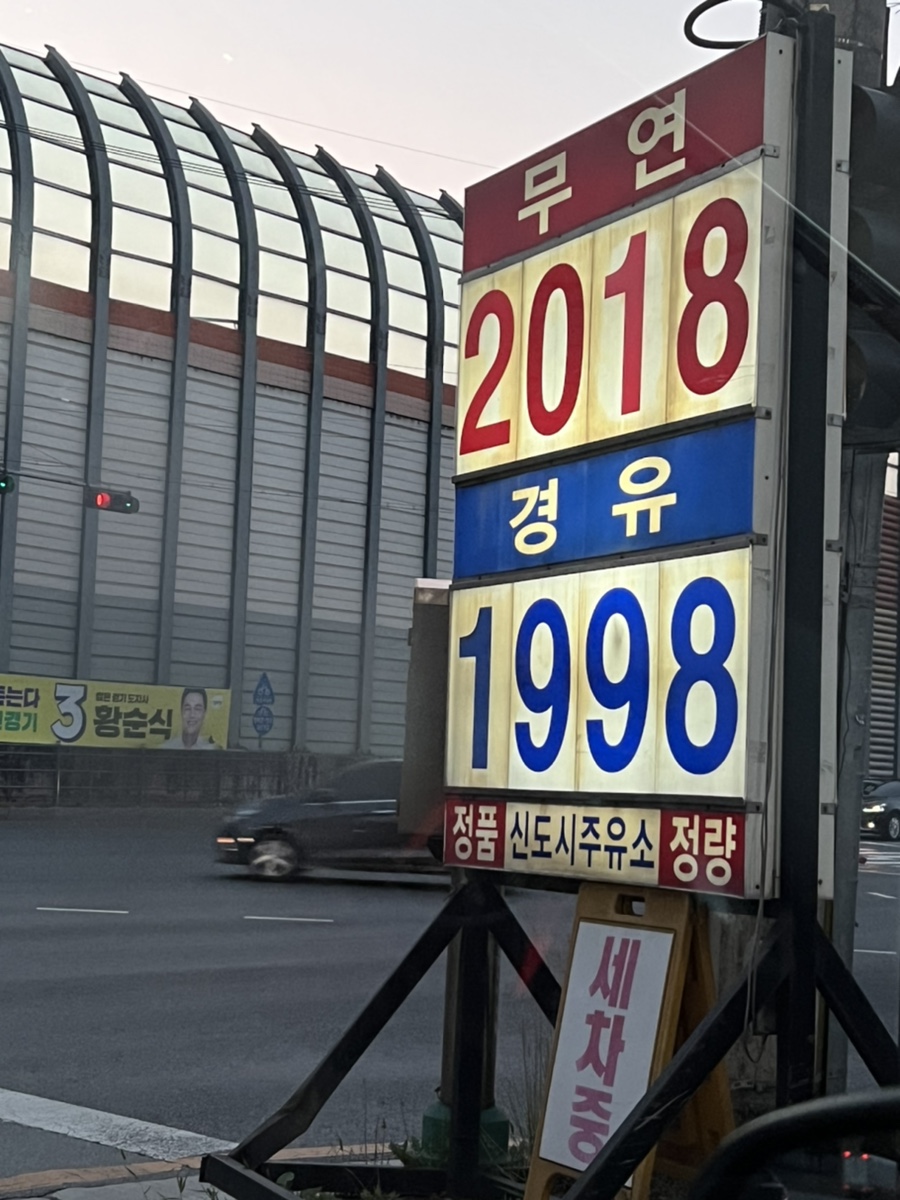 무연
2018
경유
1998
정품 신도시주유소 정량
세차중
3 황순식